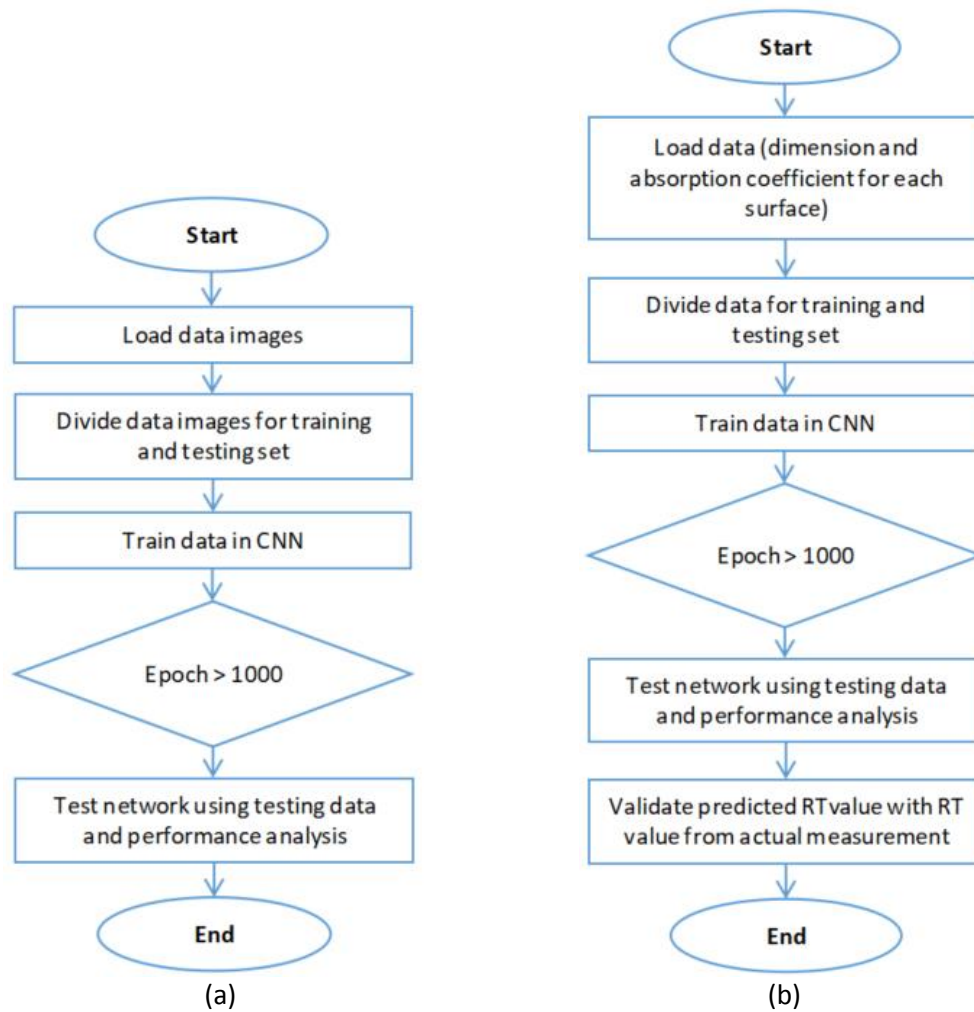 Start
Load data images
Divide data images for training
and testing set
Train data in CNN
Epoch > 1000
Test network using testing data
and performance analysis
End
(a)
Start
Load data (dimension and
absorption coefficient for each
surface)
Divide data for training and
testing set
Train data in CNN
Epoch > 1000
Test network using testing data
and performance analysis
Validate predicted RT value with RT
value from actual measurement
End
(b)